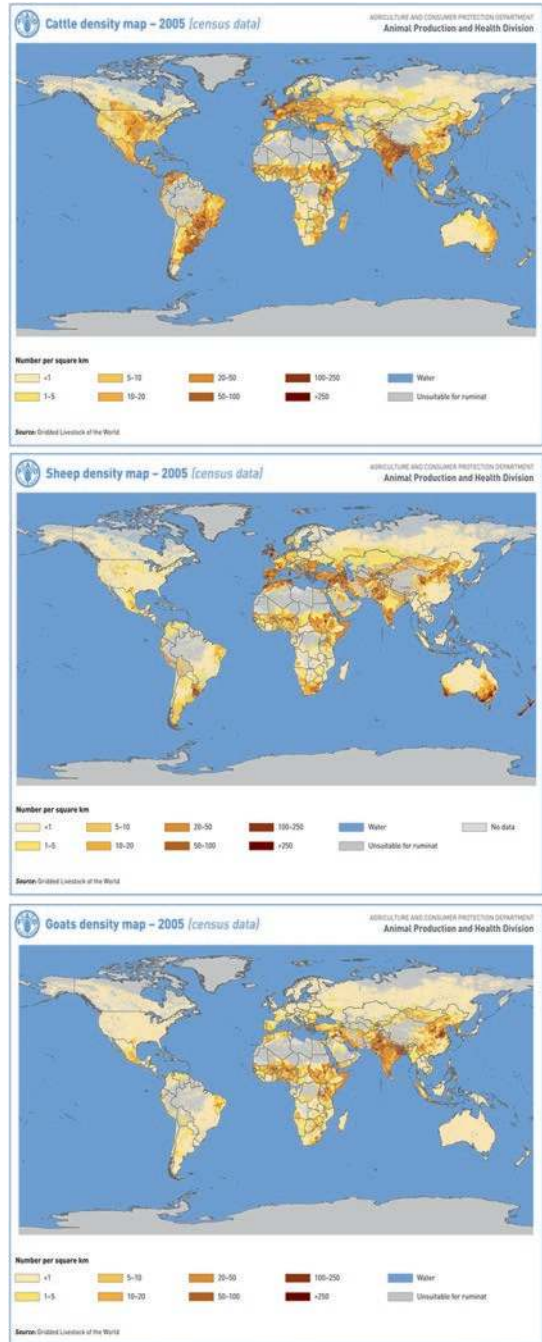 Cattle density map – 2005 (census data)
AGRICULTURE AND CONSUMER PROTECTION DEPARTMENT
Animal Production and Health Division
Number per square km
<1 5–10 20–50 100–250 Water
1–5 10–20 50–100 >250 Unsuitable for ruminat
Source: Gridded Livestock of the World
Sheep density map – 2005 (census data)
AGRICULTURE AND CONSUMER PROTECTION DEPARTMENT
Animal Production and Health Division
Number per square km
<1 5–10 20–50 100–250 Water No data
1–5 10–20 50–100 >250 Unsuitable for ruminat
Source: Gridded Livestock of the World
Goats density map – 2005 (census data)
AGRICULTURE AND CONSUMER PROTECTION DEPARTMENT
Animal Production and Health Division
Number per square km
<1 5–10 20–50 100–250 Water
1–5 10–20 50–100 >250 Unsuitable for ruminat
Source: Gridded Livestock of the World